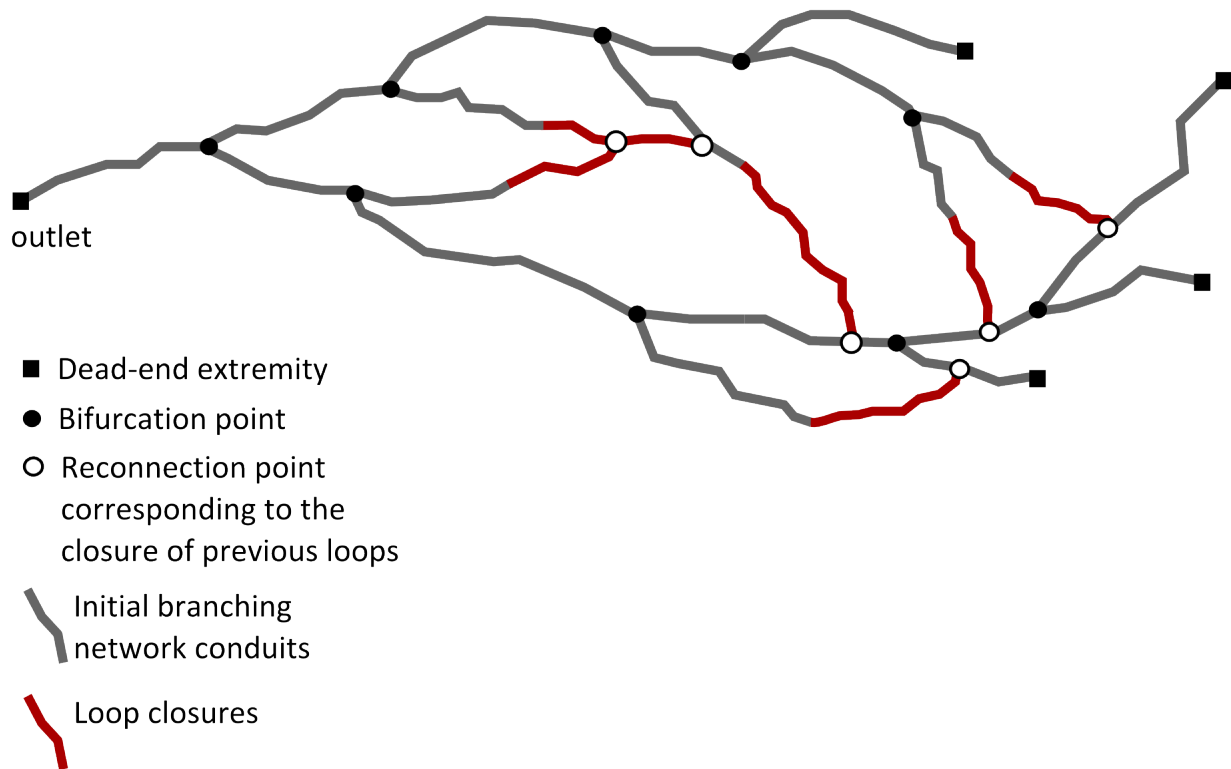 outlet
Dead-end extremity
Bifurcation point
Reconnection point
corresponding to the
closure of previous loops
Initial branching
network conduits
Loop closures